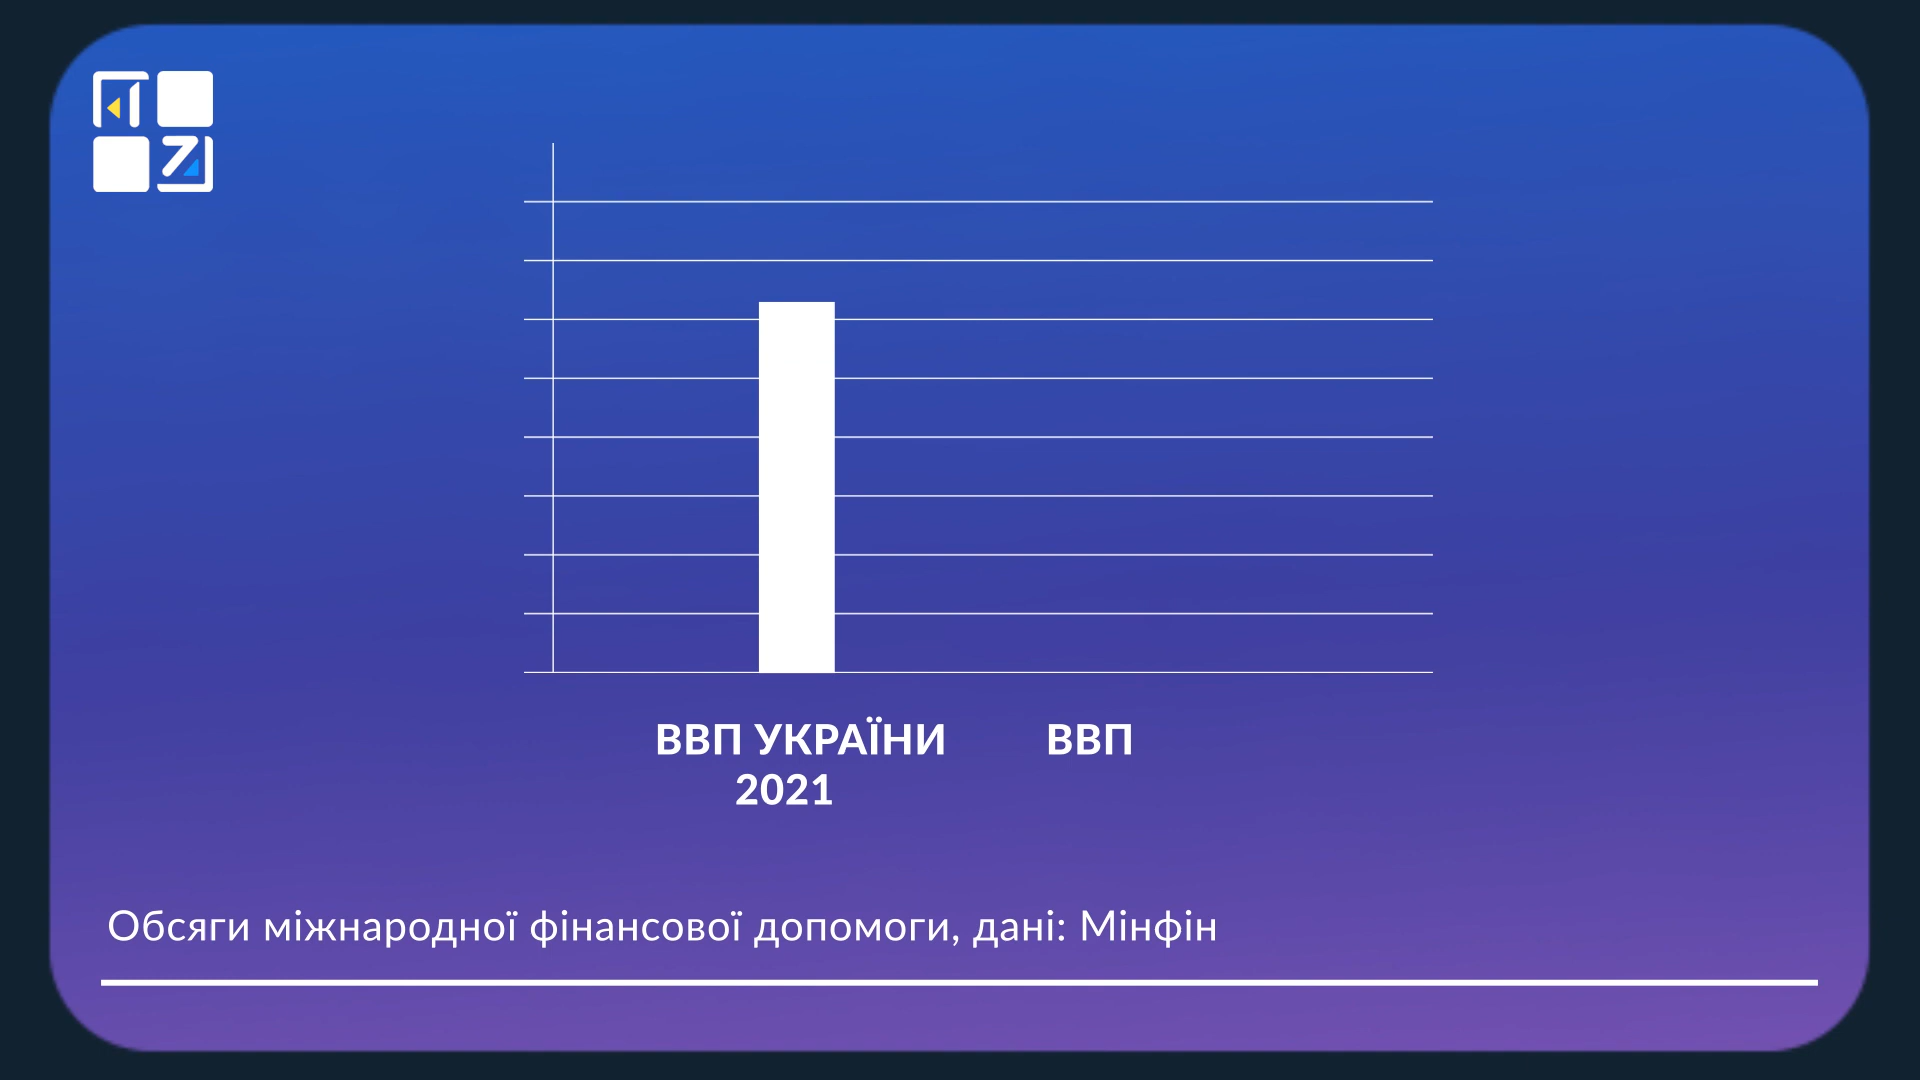 ВВП УКРАЇНИ ВВП
2021
Обсяги міжнародної фінансової допомоги, дані: Мінфін